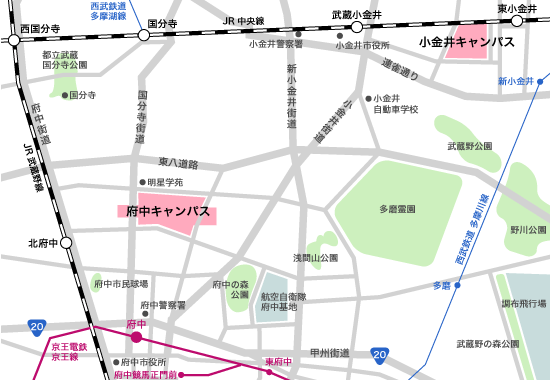 西武鉄道
多摩湖線
国分寺
JR 中央線
武蔵小金井
東小金井
西国分寺
小金井警察署
小金井市役所
小金井キャンパス
都立武蔵
国分寺公園
連雀通り
新小金井
国分寺
国分寺街道
新小金井街道
小金井街道
小金井
自動車学校
府中街道
JR 武蔵野線
武蔵野公園
東八道路
明星学苑
府中キャンパス
多磨霊園
西武鉄道 多摩川線
野川公園
北府中
浅間山公園
府中市民球場
府中の森
公園
航空自衛隊
府中基地
多磨
調布飛行場
府中警察署
20
府中
京王電鉄
京王線
甲州街道
20
武蔵野の森公園
府中市役所
府中競馬正門前
東府中